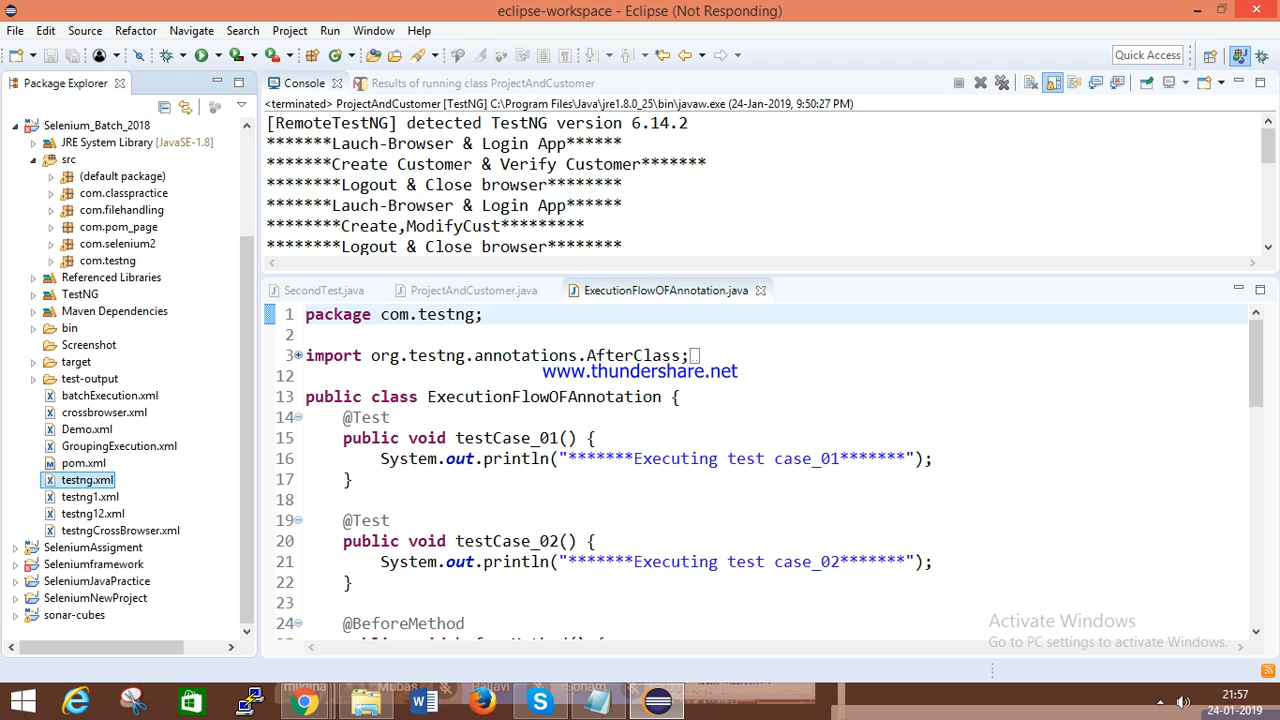 eclipse-workspace - Eclipse (Not Responding)
File Edit Source Refactor Navigate Search Project Run Window Help
Quick Access
Package Explorer
Selenium_Batch_2018
JRE System Library [JavaSE-1.8]
src
(default package)
com.classpractice
com.filehandling
com.pom_page
com.selenium2
com.testng
Referenced Libraries
TestNG
Maven Dependencies
bin
Screenshot
target
test-output
batchExecution.xml
crossbrowser.xml
Demo.xml
GroupingExecution.xml
pom.xml
testng.xml
testng1.xml
testng12.xml
testngCrossBrowser.xml
SeleniumAssigment
Seleniumframework
SeleniumJavaPractice
SeleniumNewProject
sonar-cubes
Console Results of running class ProjectAndCustomer
<terminated> ProjectAndCustomer [TestNG] C:\Program Files\Java\jre1.8.0_25\bin\javaw.exe (24-Jan-2019, 9:50:27 PM)
[RemoteTestNG] detected TestNG version 6.14.2
*******Lauch-Browser & Login App******
*******Create Customer & Verify Customer*******
********Logout & Close browser********
*******Lauch-Browser & Login App******
********Create,ModifyCust*********
********Logout & Close browser********
SecondTest.java ProjectAndCustomer.java ExecutionFlowOFAnnotation.java
1 package com.testng;
2
3 import org.testng.annotations.AfterClass;
www.thundershare.net
12
13 public class ExecutionFlowOFAnnotation {
14 @Test
15 public void testCase_01() {
16 System.out.println("*******Executing test case_01*******");
17 }
18
19 @Test
20 public void testCase_02() {
21 System.out.println("*******Executing test case_02*******");
22 }
23
24 @BeforeMethod
Activate Windows
Go to PC settings to activate Windows.
Mubas Pallavi Sonam
21:57
24-01-2019